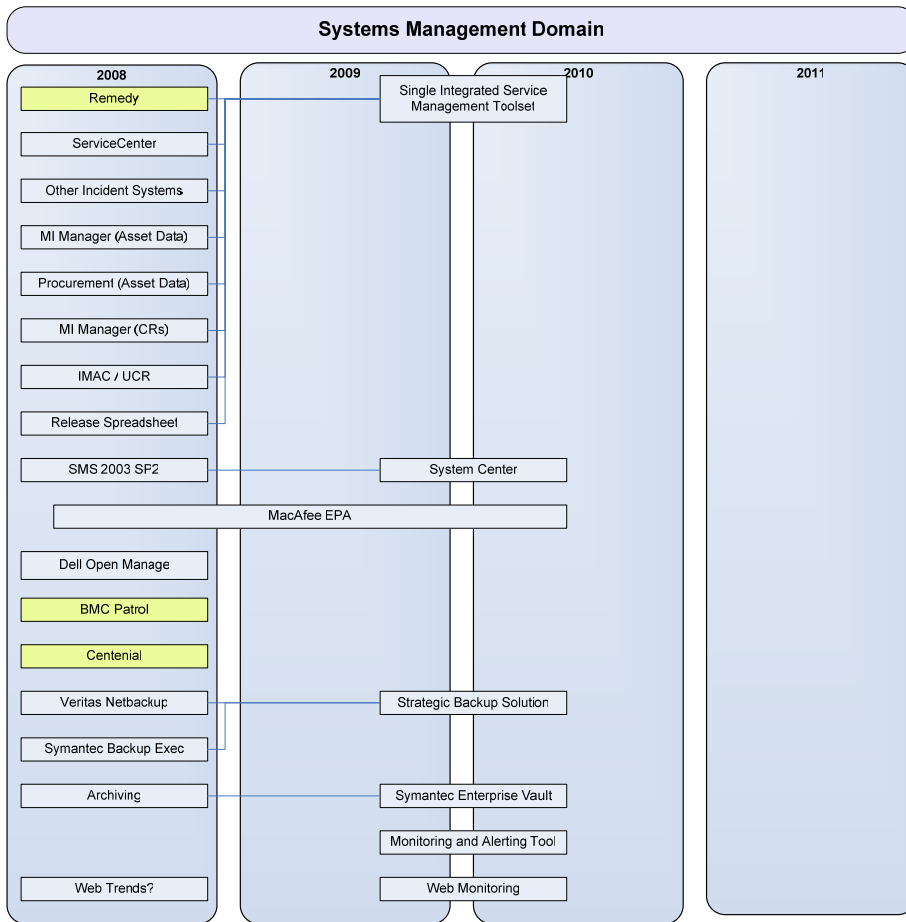 Systems Management Domain
2008
2009
2010
2011
Remedy
Single Integrated Service
Management Toolset
ServiceCenter
Other Incident Systems
MI Manager (Asset Data)
Procurement (Asset Data)
MI Manager (CRs)
IMAC / UCR
Release Spreadsheet
SMS 2003 SP2
System Center
MacAfee EPA
Dell Open Manage
BMC Patrol
Centenial
Veritas Netbackup
Strategic Backup Solution
Symantec Backup Exec
Archiving
Symantec Enterprise Vault
Monitoring and Alerting Tool
Web Trends?
Web Monitoring